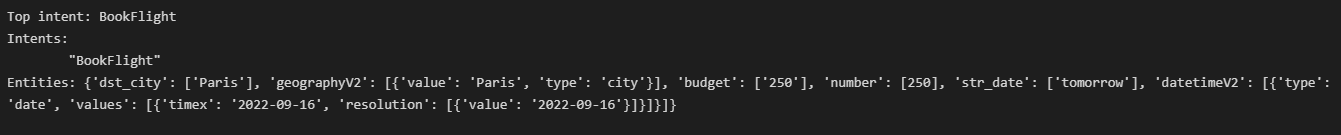 Top intent: BookFlight
Intents:
        "BookFlight"
Entities: {'dst_city': ['Paris'], 'geographyV2': [{'value': 'Paris', 'type': 'city'}], 'budget': ['250'], 'number': [250], 'str_date': ['tomorrow'], 'datetimeV2': [{'type':
'date', 'values': [{'timex': '2022-09-16', 'resolution': [{'value': '2022-09-16'}]}]}]}